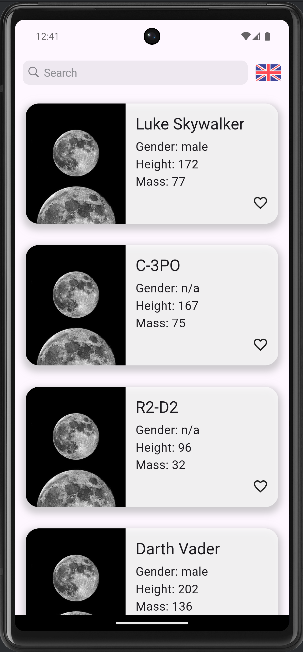 12:41
Search
Luke Skywalker
Gender: male
Height: 172
Mass: 77
C-3PO
Gender: n/a
Height: 167
Mass: 75
R2-D2
Gender: n/a
Height: 96
Mass: 32
Darth Vader
Gender: male
Height: 202
Mass: 136